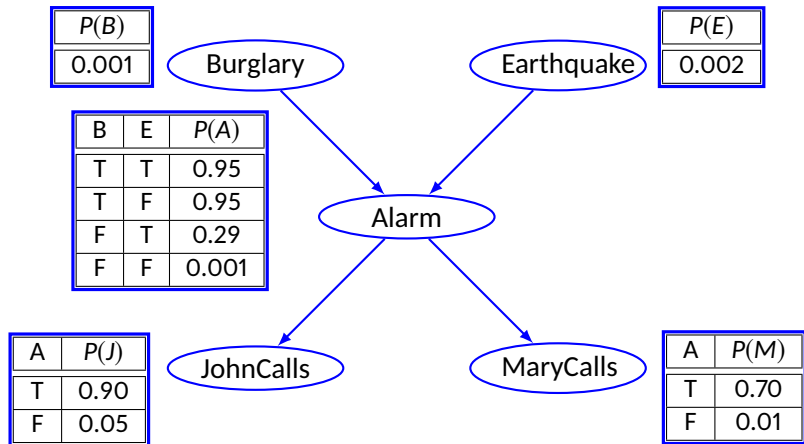 P(B)
0.001
Burglary
Earthquake
P(E)
0.002
B E P(A)
T T 0.95
T F 0.95
F T 0.29
F F 0.001
Alarm
A P(J)
T 0.90
F 0.05
JohnCalls
MaryCalls
A P(M)
T 0.70
F 0.01